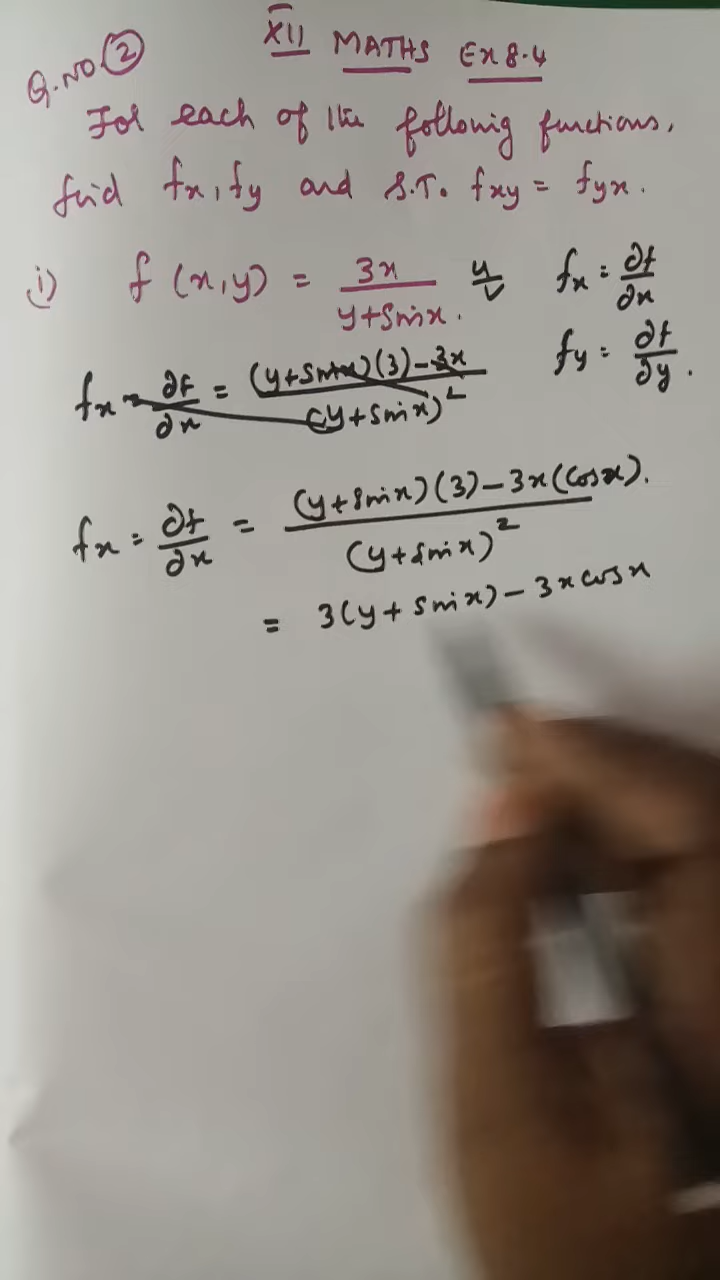 XII MATHS Ex 8.4
Q.NO. 2
For each of the following functions,
find fx, fy and S.T. fxy = fyx.
i) f (x,y) = 3x / y+sinx. u/v fx = ∂f/∂x
fy = ∂f/∂y.
fx = ∂f/∂x = (y+sinx)(3)-3x / (y+sinx)²
fx = ∂f/∂x = (y+sinx)(3)-3x(cosx). / (y+sinx)²
= 3(y+sinx)-3x cosx